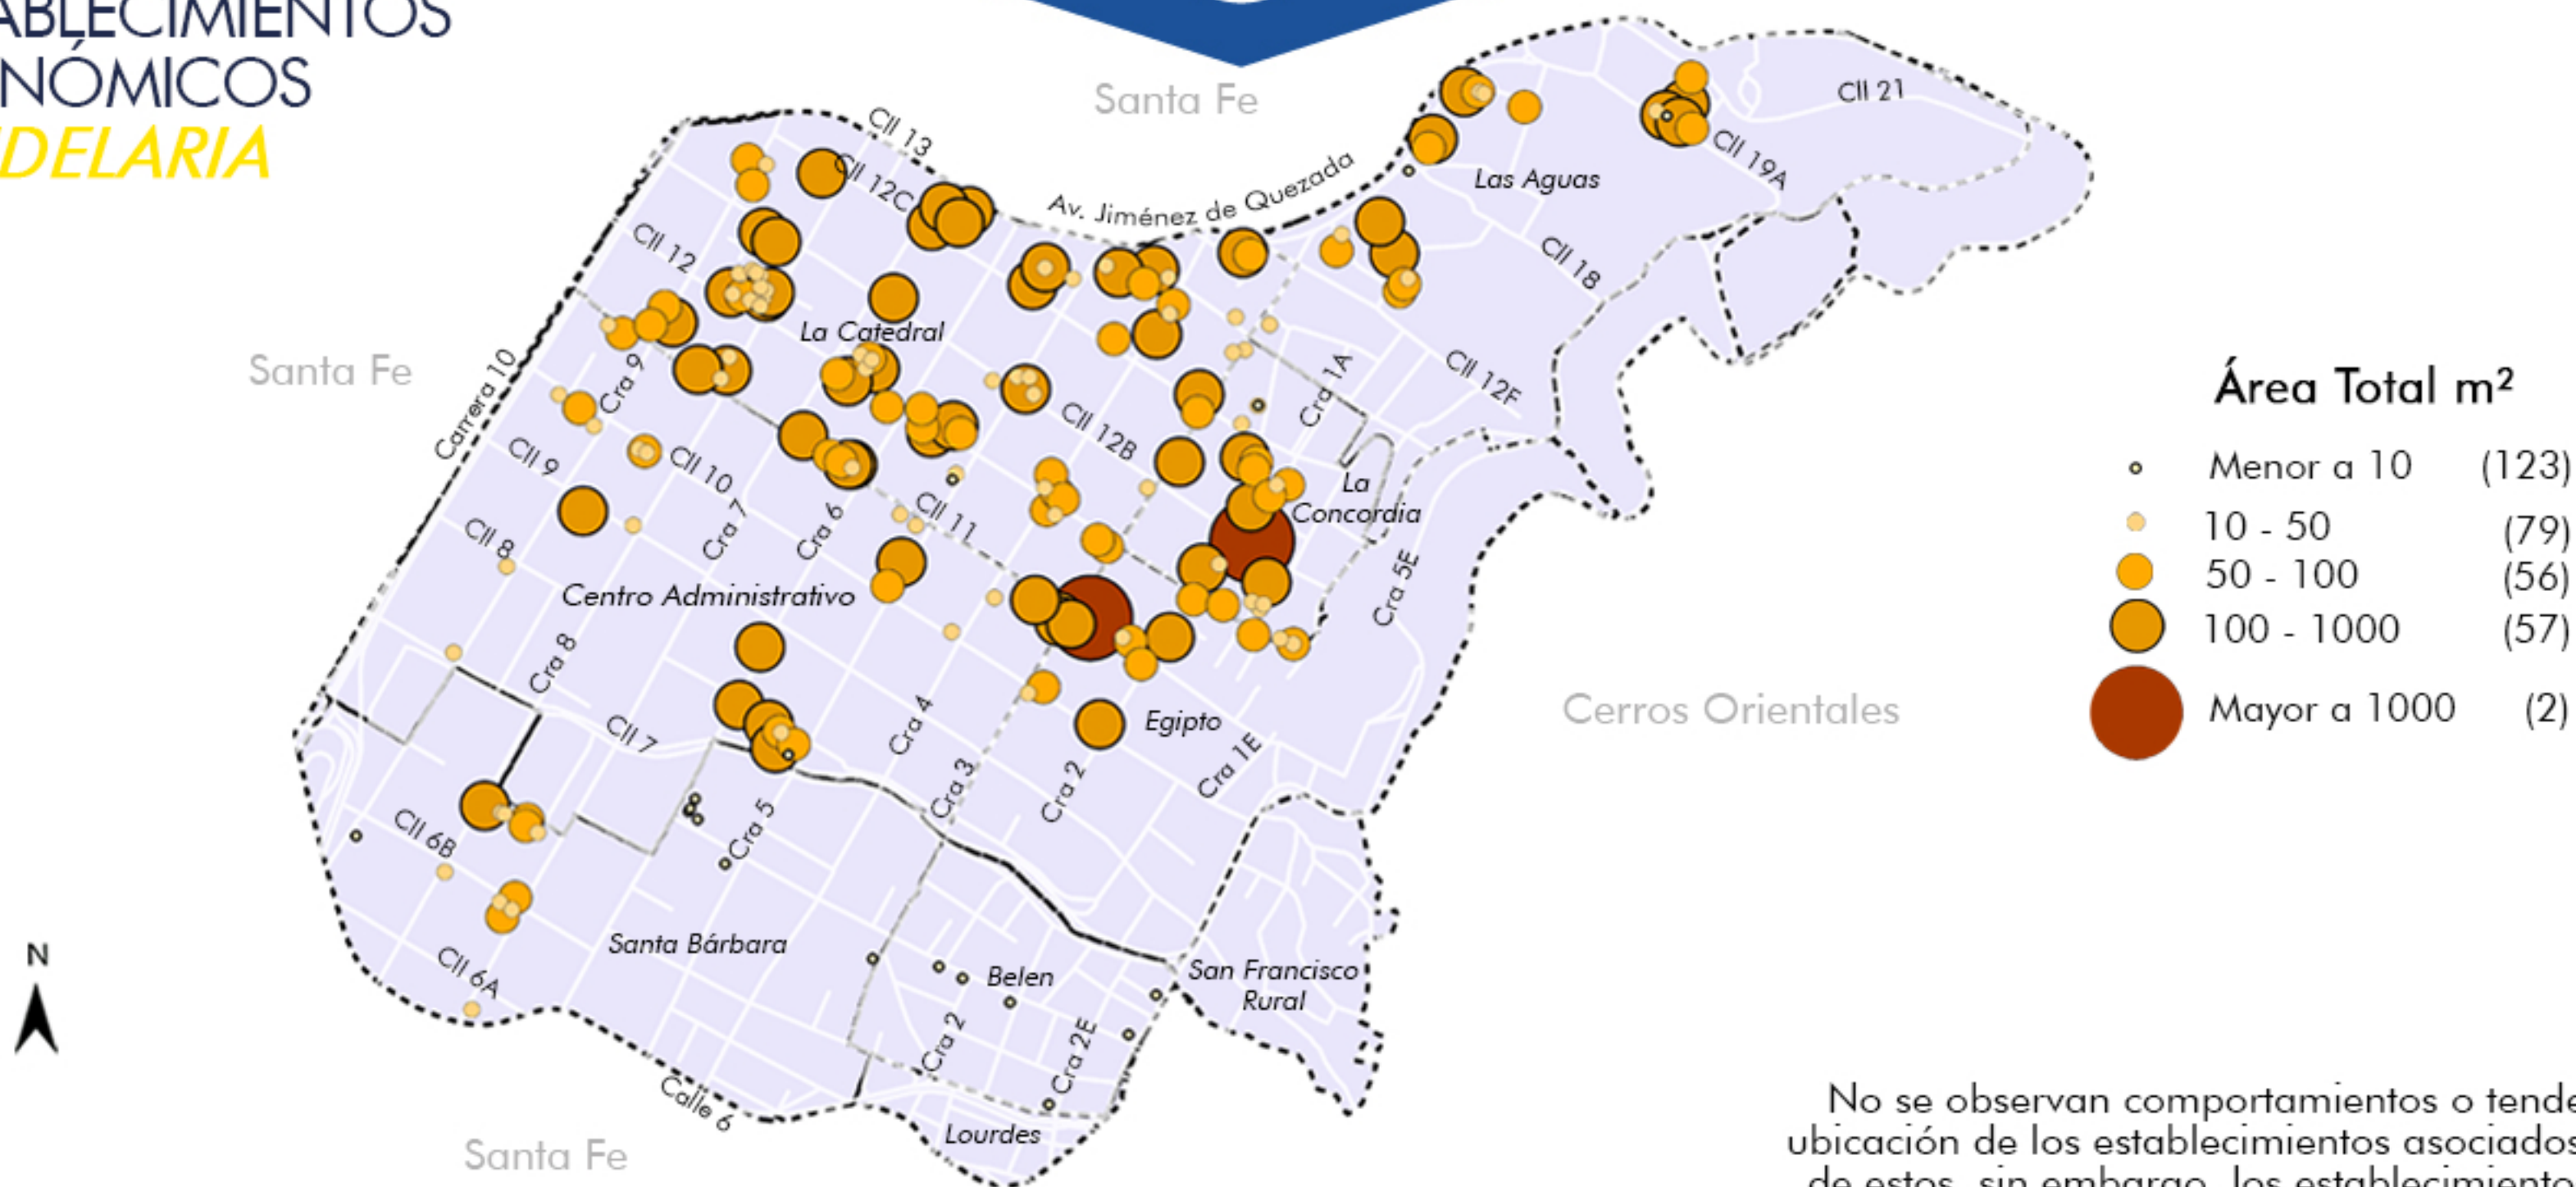 ABLECIMIENTOS
NÓMICOS
DELARIA
Santa Fe
Cll 13
Cll 12C
Av. Jiménez de Quezada
Las Aguas
Cll 21
Cll 19A
Cll 18
Cll 12
La Catedral
Santa Fe
Carrera 10
Cra 9
Cll 12B
Cra 1A
Cll 12F
Cll 9
Cll 10
Cra 7
Cra 6
Cll 11
La
Concordia
Cra 5E
Cll 8
Centro Administrativo
Cra 8
Cll 7
Cra 4
Cra 3
Cra 2
Egipto
Cra 1E
Cerros Orientales
Cll 6B
Cra 5
Santa Bárbara
Cll 6A
Belen
San Francisco
Rural
Cra 2
Cra 2E
Calle 6
Lourdes
Santa Fe
N
Área Total m²
Menor a 10 (123)
10 - 50 (79)
50 - 100 (56)
100 - 1000 (57)
Mayor a 1000 (2)
No se observan comportamientos o tende
ubicación de los establecimientos asociados
de estos, sin embargo, los establecimiento